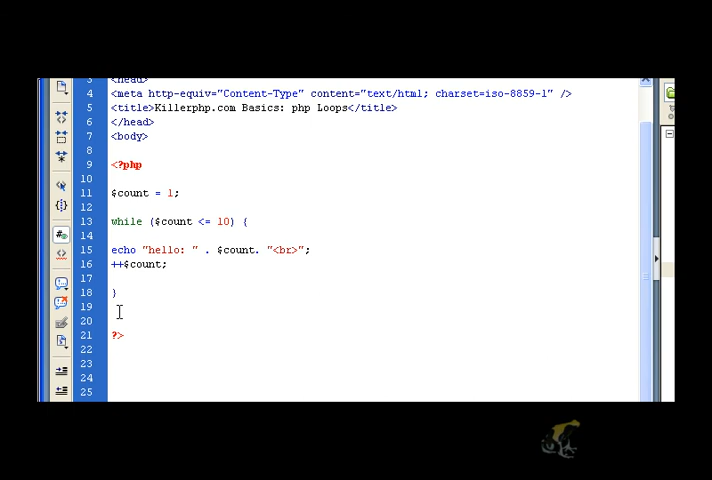 3 <head>
4 <meta http-equiv="Content-Type" content="text/html; charset=iso-8859-1" />
5 <title>Killerphp.com Basics: php Loops</title>
6 </head>
7 <body>
8
9 <?php
10
11 $count = 1;
12
13 while ($count <= 10) {
14
15 echo "hello: " . $count. "<br>";
16 ++$count;
17
18 }
19
20
21 ?>
22
23
24
25